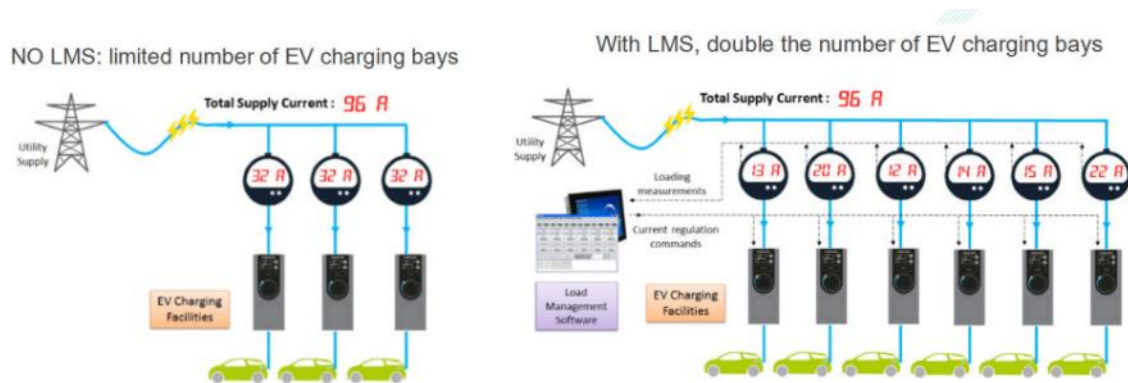 NO LMS: limited number of EV charging bays
Total Supply Current : 96 A
Utility
Supply
32 A
32 A
32 A
EV Charging
Facilities
With LMS, double the number of EV charging bays
Total Supply Current : 96 A
Utility
Supply
13 A
20 A
12 A
14 A
15 A
22 A
Loading
measurements
Current regulation
commands
Load
Management
Software
EV Charging
Facilities